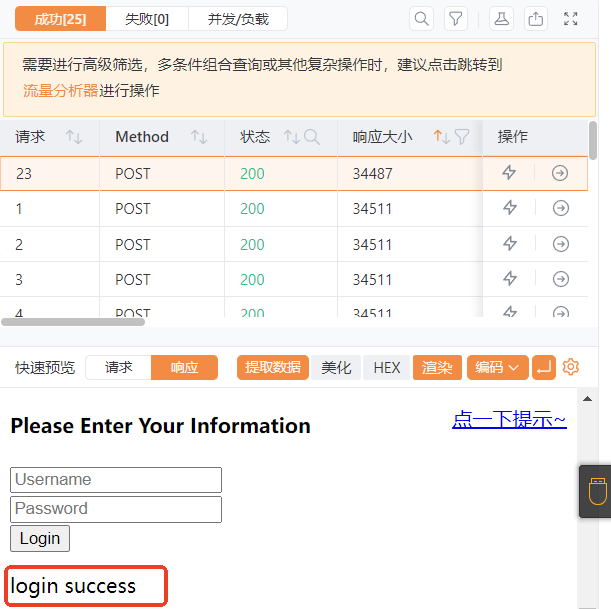 成功[25] 失败[0] 并发/负载
需要进行高级筛选，多条件组合查询或其他复杂操作时，建议点击跳转到
流量分析器进行操作
请求 Method 状态 响应大小 操作
23 POST 200 34487
1 POST 200 34511
2 POST 200 34511
3 POST 200 34511
4 POST 200 34511
快速预览 请求 响应 提取数据 美化 HEX 渲染 编码
Please Enter Your Information 点一下提示~
Username
Password
Login
login success